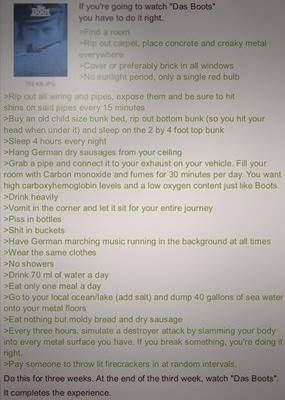 Das
Boot
762 KB JPG
If you're going to watch "Das Boots"
you have to do it right.
>Find a room
>Rip out carpet, place concrete and creaky metal
everywhere
>Cover or preferably brick in all windows
>No sunlight period, only a single red bulb
>Rip out all wiring and pipes, expose them and be sure to hit
shine on said pipes every 15 minutes
>Buy an old child size bunk bed, rip out bottom bunk (so you hit your
head when under it) and sleep on the 2 by 4 foot top bunk
>Sleep 4 hours every night
>Hang German dry sausages from your ceiling
>Grab a pipe and connect it to your exhaust on your vehicle. Fill your
room with Carbon monoxide and fumes for 30 minutes per day. You want
high carboxyhemoglobin levels and a low oxygen content just like Boots.
>Drink heavily
>Vomit in the corner and let it sit for your entire journey
>Piss in bottles
>Shit in buckets
>Have German marching music running in the background at all times
>Wear the same clothes
>No showers
>Drink 70 ml of water a day
>Eat only one meal a day
>Go to your local ocean/lake (add salt) and dump 40 gallons of sea water
onto your metal floors
>Eat nothing but moldy bread and dry sausage
>Every three hours, simulate a destroyer attack by slamming your body
into every metal surface you have. If you break something, you're doing it
right.
>Pay someone to throw lit firecrackers in at random intervals.
Do this for three weeks. At the end of the third week, watch "Das Boots".
It completes the experience.